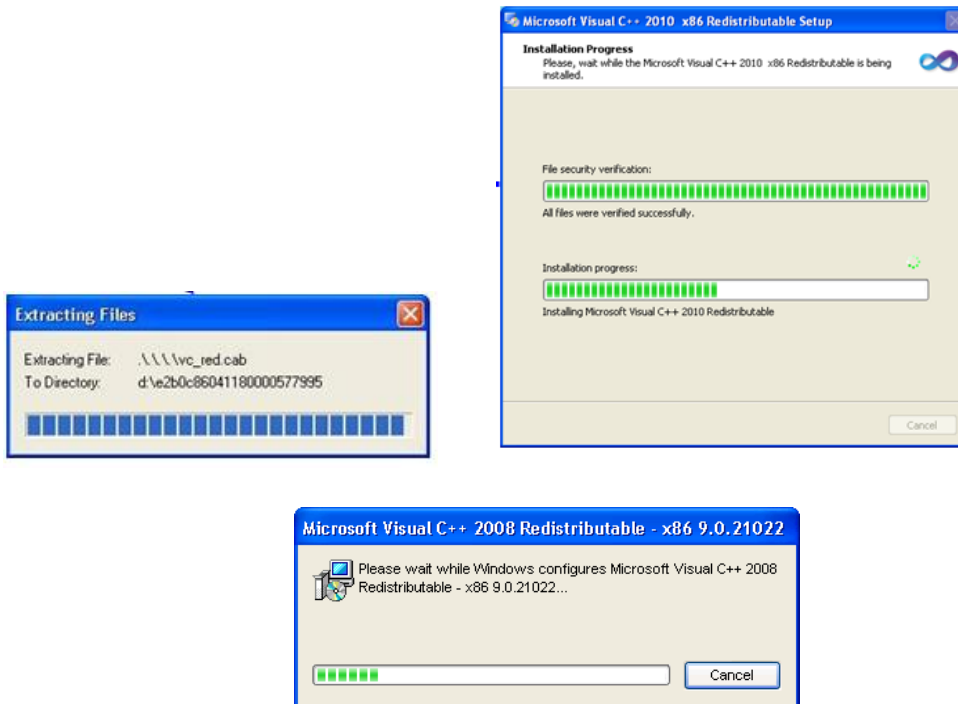 Microsoft Visual C++ 2010  x86 Redistributable Setup
Installation Progress
Please, wait while the Microsoft Visual C++ 2010  x86 Redistributable is being
installed.
File security verification:
All files were verified successfully.
Installation progress:
Installing Microsoft Visual C++ 2010 Redistributable
Cancel
Extracting Files
Extracting File: .\.\.\.\vc_red.cab
To Directory: d:\e2b0c86041180000577995
Microsoft Visual C++ 2008 Redistributable - x86 9.0.21022
Please wait while Windows configures Microsoft Visual C++ 2008
Redistributable - x86 9.0.21022...
Cancel